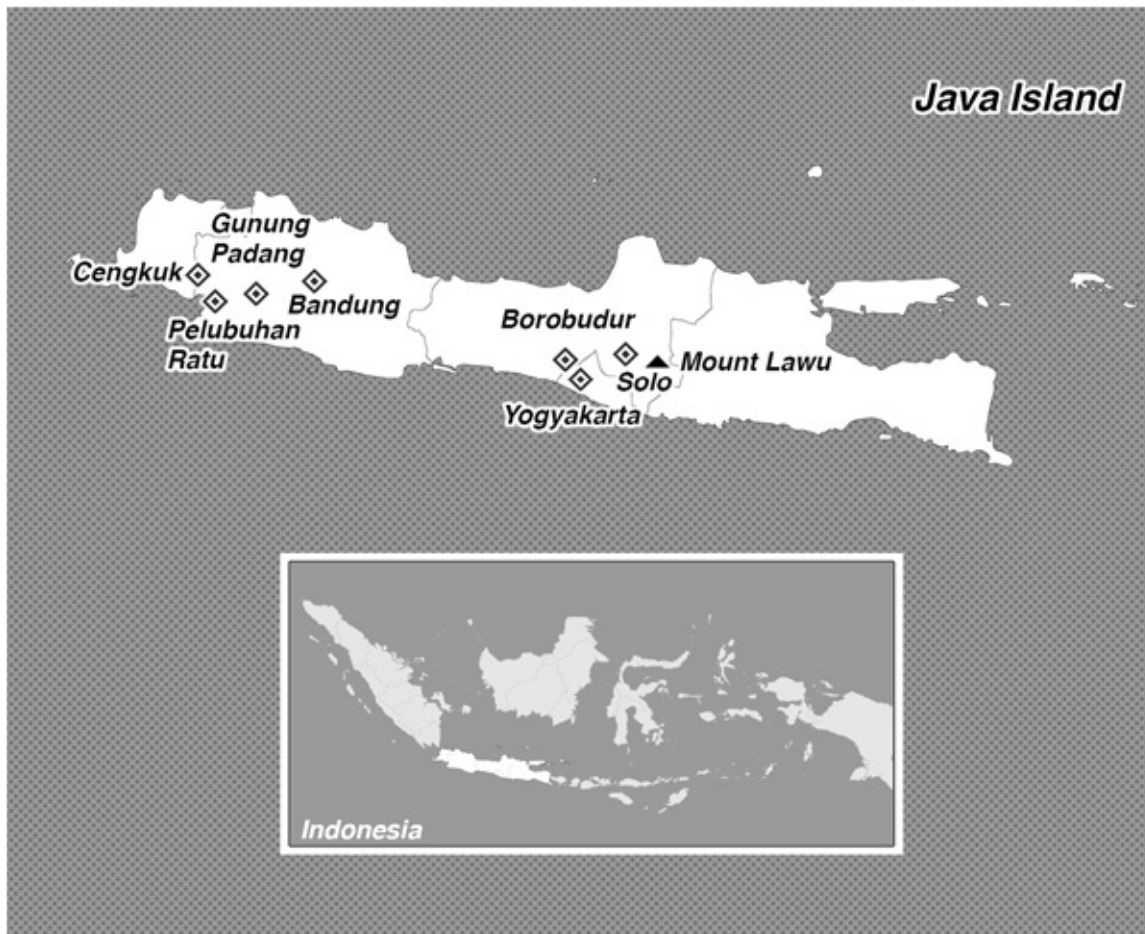 Java Island
Gunung
Padang
Cengkuk
Bandung
Pelubuhan
Ratu
Borobudur
Mount Lawu
Solo
Yogyakarta
Indonesia